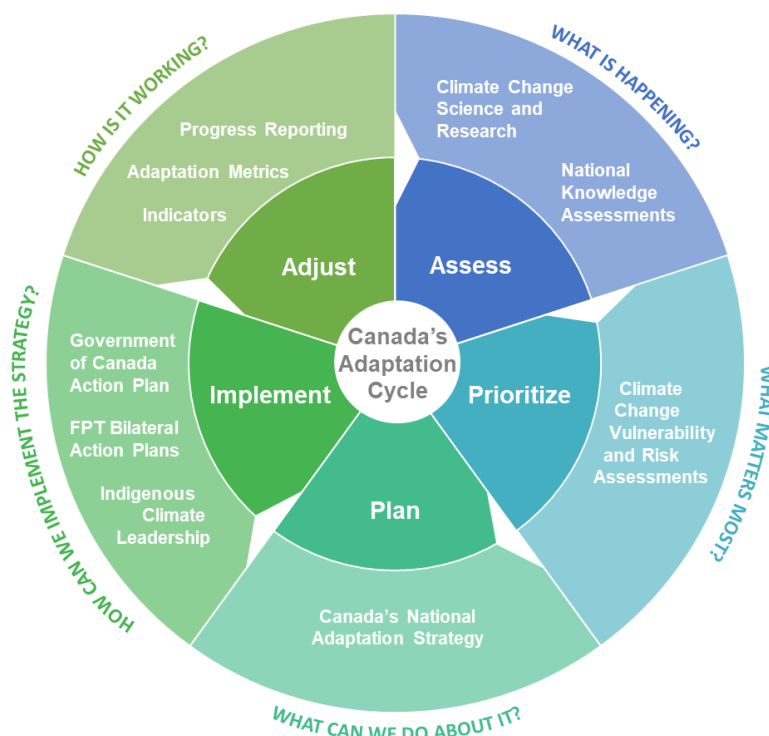 Canada's
Adaptation
Cycle
WHAT IS HAPPENING?
Climate Change
Science and
Research
National
Knowledge
Assessments
Assess
WHAT MATTERS MOST?
Climate
Change
Vulnerability
and Risk
Assessments
Prioritize
WHAT CAN WE DO ABOUT IT?
Canada's National
Adaptation Strategy
Plan
HOW CAN WE IMPLEMENT THE STRATEGY?
Government
of Canada
Action Plan
FPT Bilateral
Action Plans
Indigenous
Climate
Leadership
Implement
HOW IS IT WORKING?
Progress Reporting
Adaptation Metrics
Indicators
Adjust